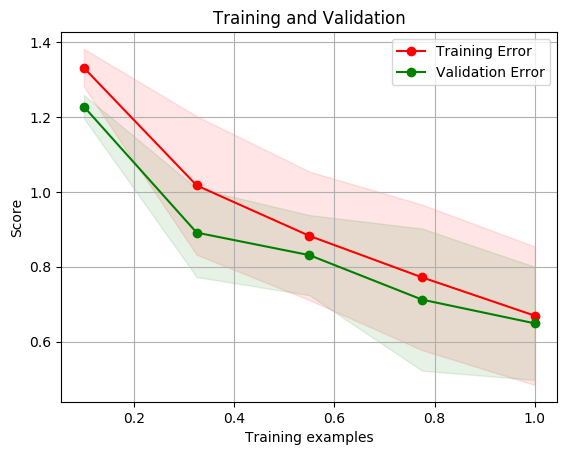 Training and Validation
1.4
1.2
1.0
0.8
0.6
Score
Training Error
Validation Error
0.2
0.4
0.6
0.8
1.0
Training examples